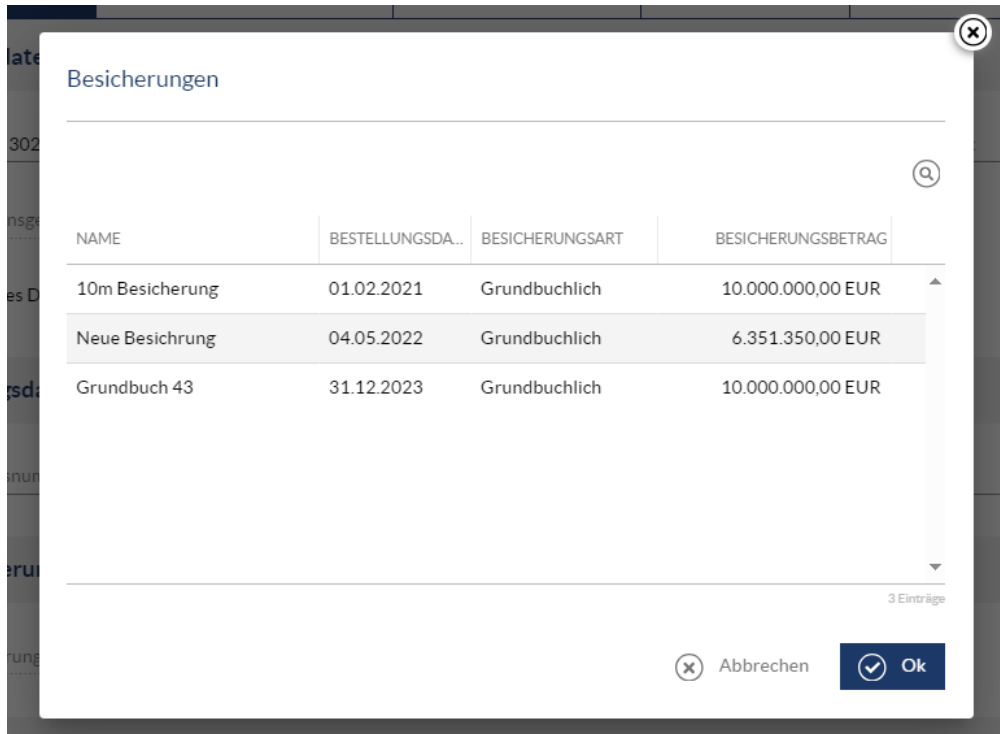 Besicherungen
302
NAME BESTELLUNGSDA... BESICHERUNGSART BESICHERUNGSBETRAG
10m Besicherung 01.02.2021 Grundbuchlich 10.000.000,00 EUR
Neue Besichrung 04.05.2022 Grundbuchlich 6.351.350,00 EUR
Grundbuch 43 31.12.2023 Grundbuchlich 10.000.000,00 EUR
3 Einträge
Abbrechen Ok